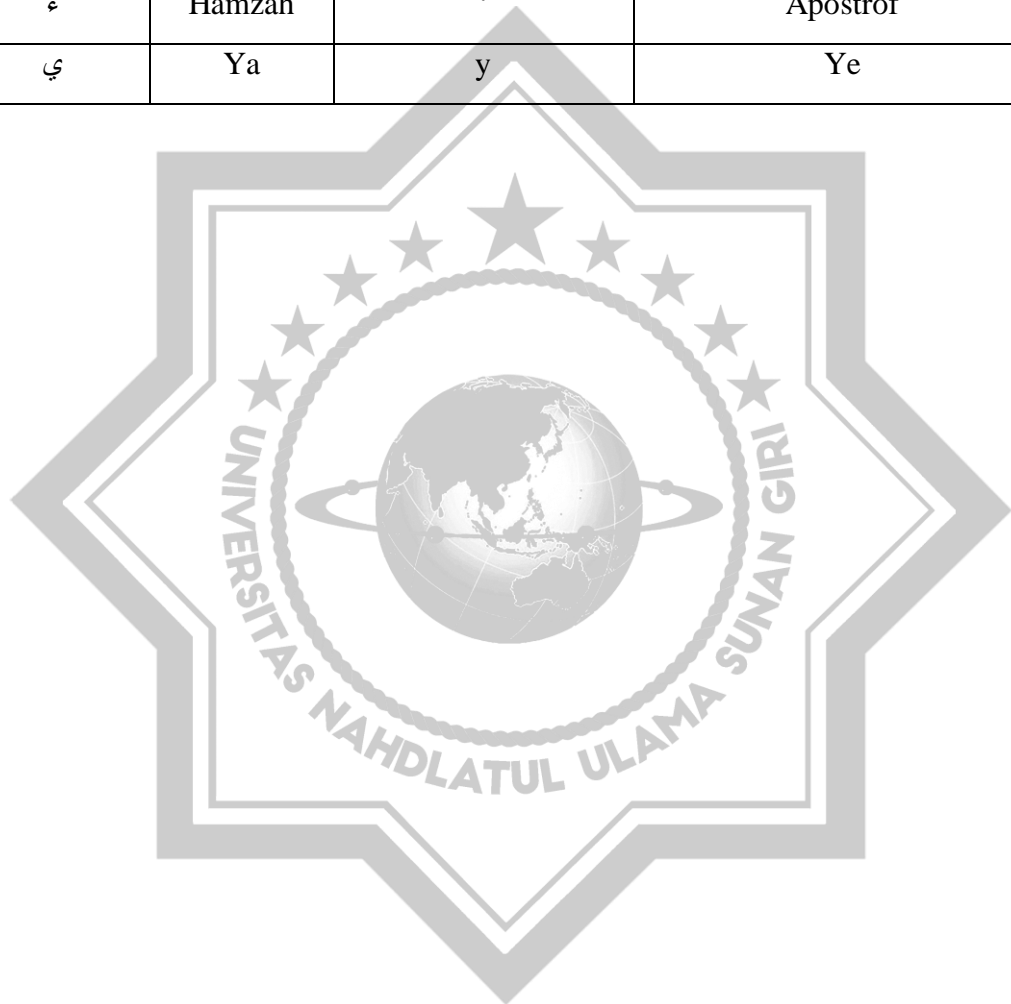 ء Hamzah ‘ Apostrof
ي Ya y Ye
UNIVERSITAS NAHDLATUL ULAMA SUNAN GIRI